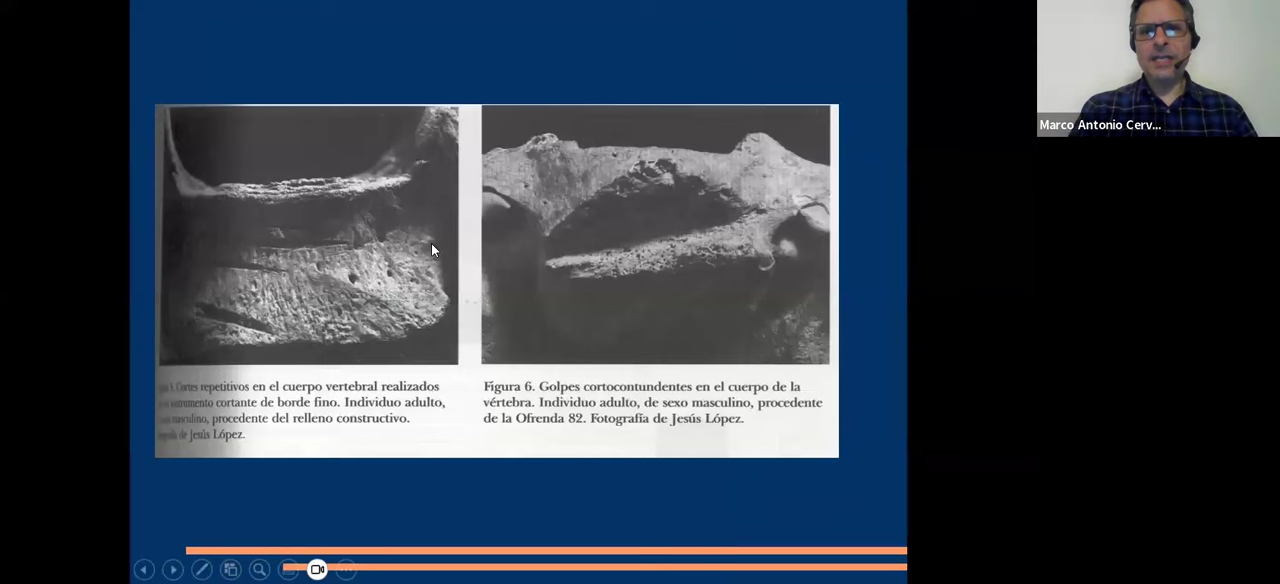 Marco Antonio Cerv...
Cortes repetitivos en el cuerpo vertebral realizados
instrumento cortante de borde fino. Individuo adulto,
masculino, procedente del relleno constructivo.
de Jesús López.
Figura 6. Golpes cortocontundentes en el cuerpo de la
vértebra. Individuo adulto, de sexo masculino, procedente
de la Ofrenda 82. Fotografía de Jesús López.